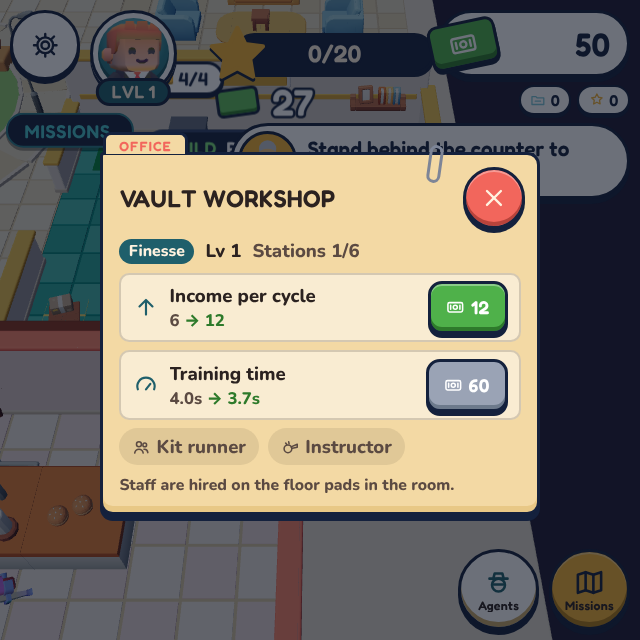 0/20
50
4/4
LVL 1
27
0
0
MISSIONS
Stand behind the counter to
OFFICE
VAULT WORKSHOP
Finesse
Lv 1
Stations 1/6
Income per cycle
6 → 12
12
Training time
4.0s → 3.7s
60
Kit runner
Instructor
Staff are hired on the floor pads in the room.
Agents
Missions